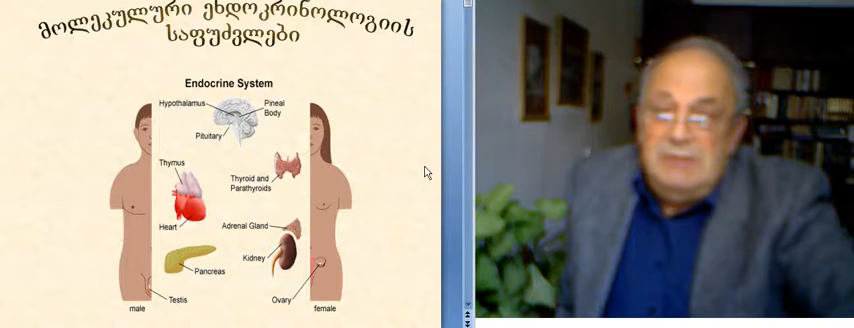 მოლეკულური ენდოკრინოლოგიის
საფუძვლები
Endocrine System
Hypothalamus
Pineal
Body
Pituitary
Thymus
Thyroid and
Parathyroids
Heart
Adrenal Gland
Kidney
Pancreas
Testis
Ovary
male
female